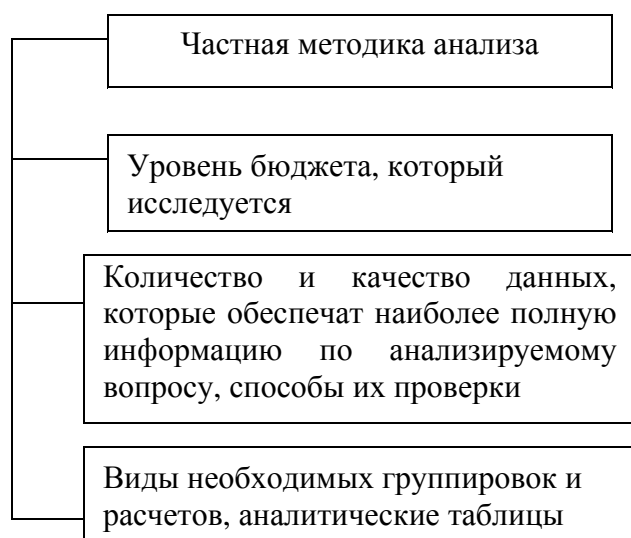 Частная методика анализа
Уровень бюджета, который
исследуется
Количество и качество данных,
которые обеспечат наиболее полную
информацию по анализируемому
вопросу, способы их проверки
Виды необходимых группировок и
расчетов, аналитические таблицы